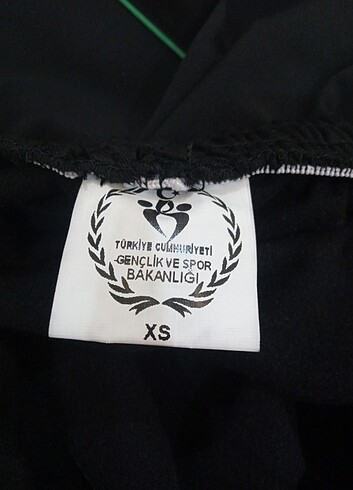 TÜRKİYE CUMHURİYETİ
GENÇLİK VE SPOR
BAKANLIĞI
XS